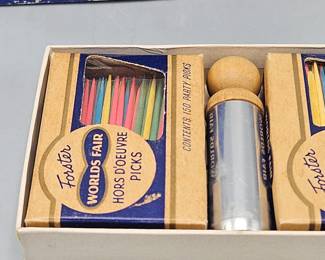 Forster
WORLDS FAIR
HORS D'OEUVRE
PICKS
CONTENTS 150 PARTY PICKS
Forster